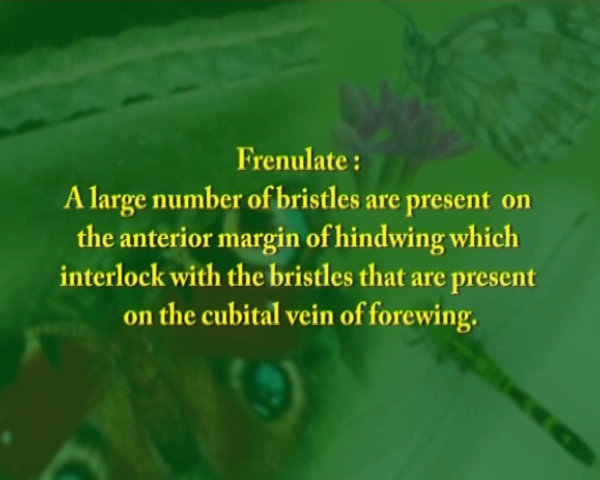 Frenulate :
A large number of bristles are present on
the anterior margin of hindwing which
interlock with the bristles that are present
on the cubital vein of forewing.